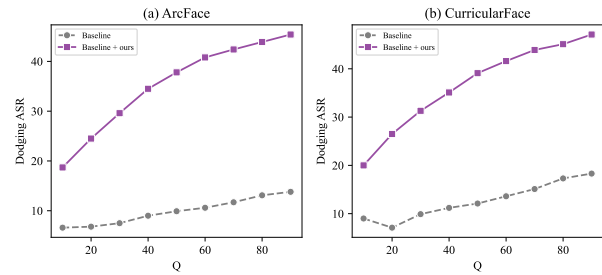 (a) ArcFace
Baseline
Baseline + ours
Dodging ASR
40
30
20
10
20
40
60
80
Q
(b) CurricularFace
Baseline
Baseline + ours
Dodging ASR
40
30
20
10
20
40
60
80
Q